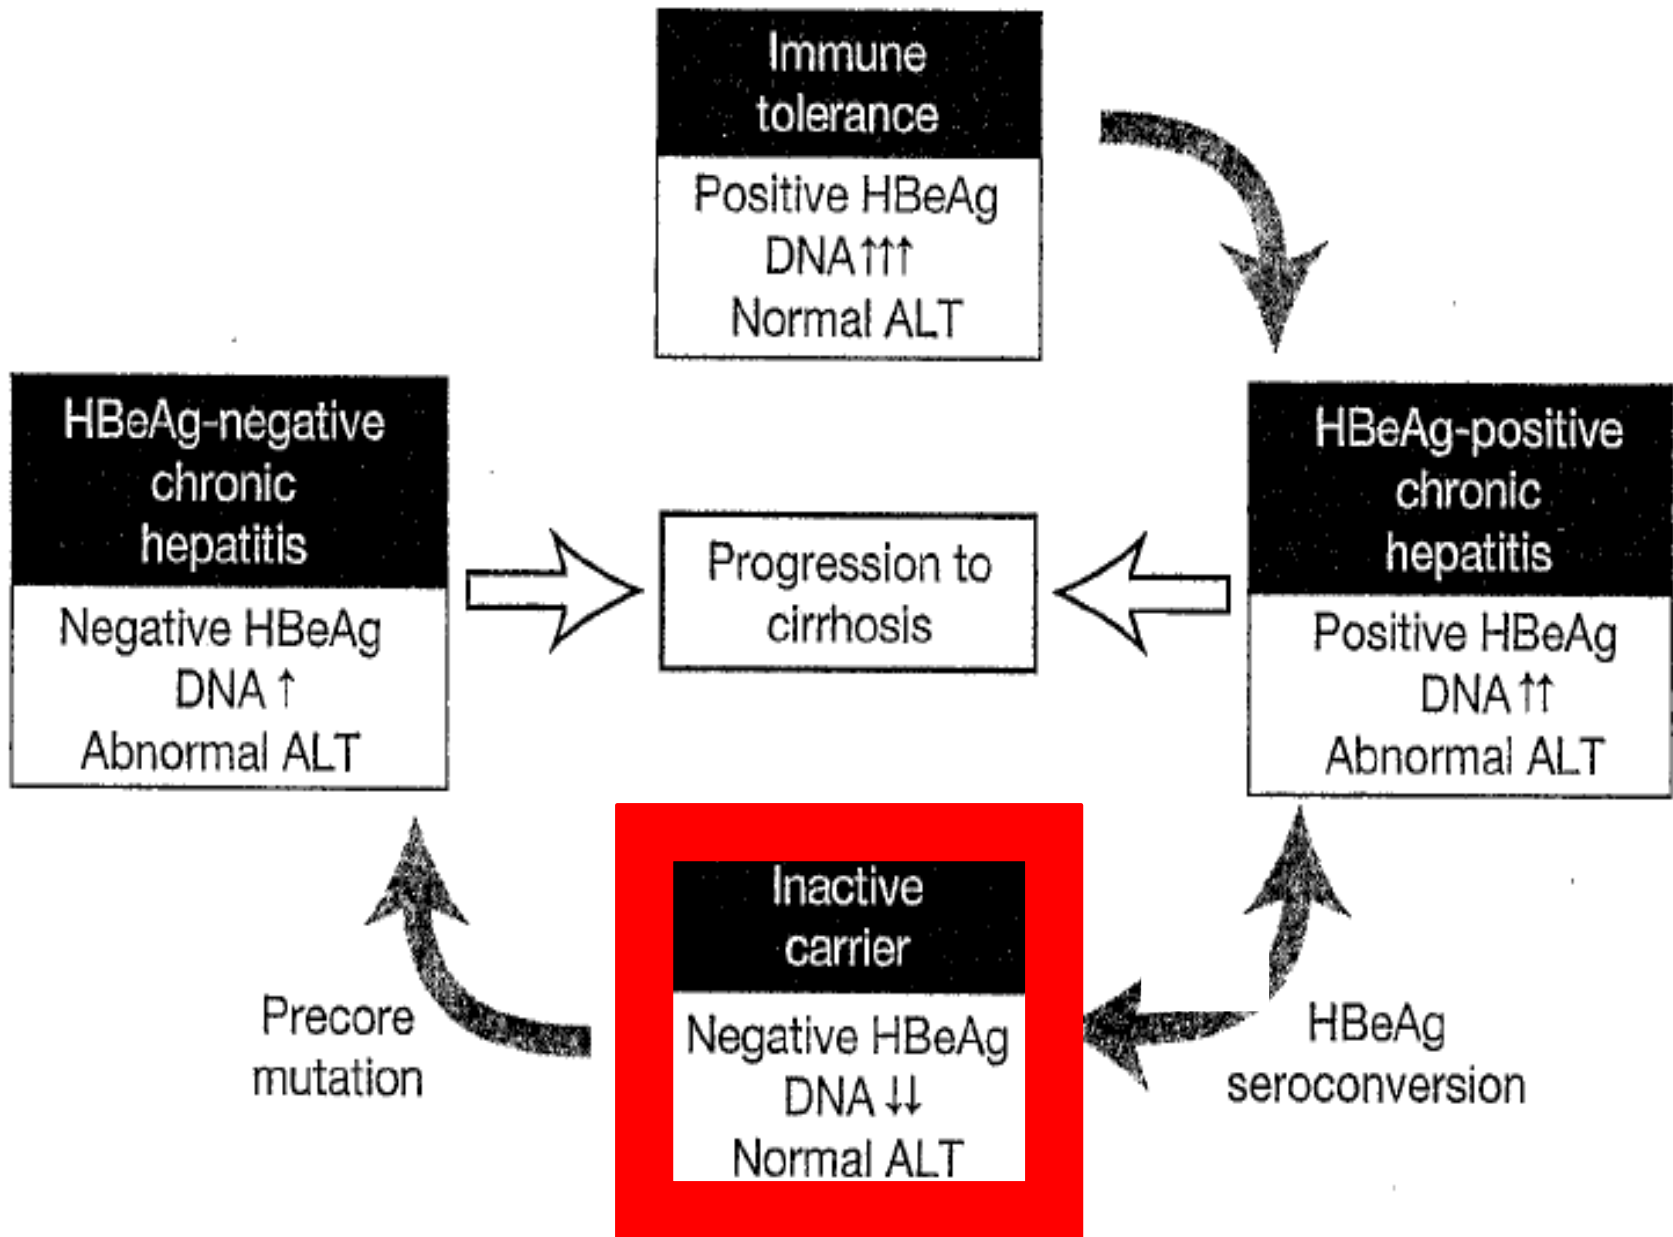 Immune
tolerance
Positive HBeAg
DNA↑↑↑
Normal ALT
HBeAg-negative
chronic
hepatitis
Negative HBeAg
DNA ↑
Abnormal ALT
Progression to
cirrhosis
HBeAg-positive
chronic
hepatitis
Positive HBeAg
DNA ↑↑
Abnormal ALT
Precore
mutation
Inactive
carrier
Negative HBeAg
DNA ↓↓
Normal ALT
HBeAg
seroconversion